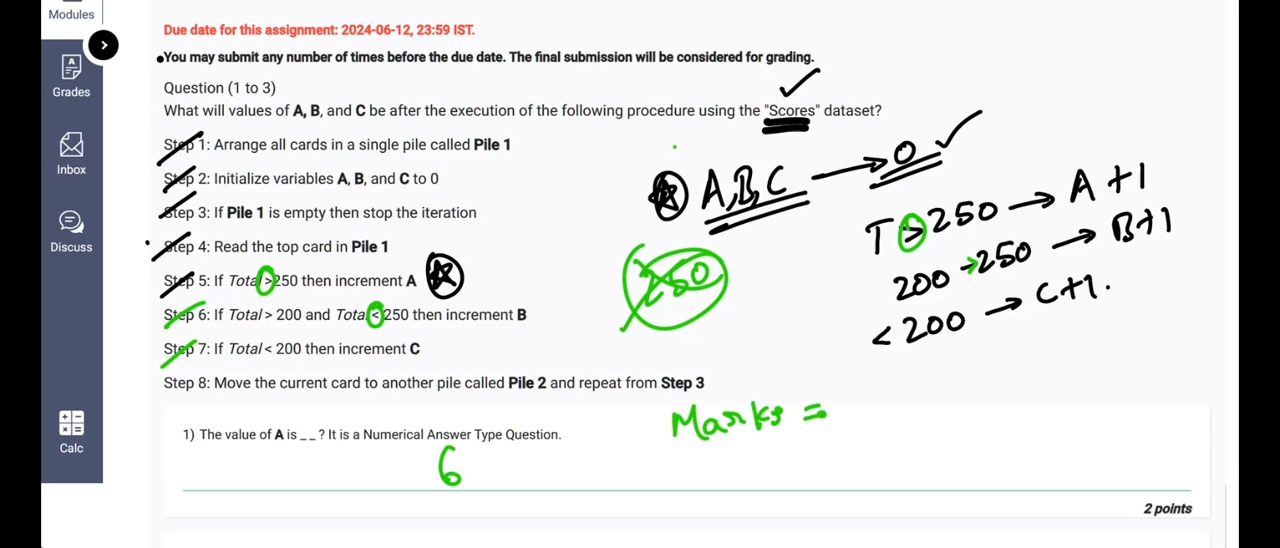 Modules
Due date for this assignment: 2024-06-12, 23:59 IST.
•You may submit any number of times before the due date. The final submission will be considered for grading.
Grades
Question (1 to 3)
What will values of A, B, and C be after the execution of the following procedure using the "Scores" dataset?
Step 1: Arrange all cards in a single pile called Pile 1
Inbox
Step 2: Initialize variables A, B, and C to 0
A,B,C → 0
Step 3: If Pile 1 is empty then stop the iteration
T > 250 → A+1
Discuss
Step 4: Read the top card in Pile 1
200 - 250 → B+1
Step 5: If Total >250 then increment A
250
<200 → C+1.
Step 6: If Total > 200 and Total < 250 then increment B
Step 7: If Total < 200 then increment C
Step 8: Move the current card to another pile called Pile 2 and repeat from Step 3
Marks =
Calc
1) The value of A is _ _ ? It is a Numerical Answer Type Question.
6
2 points